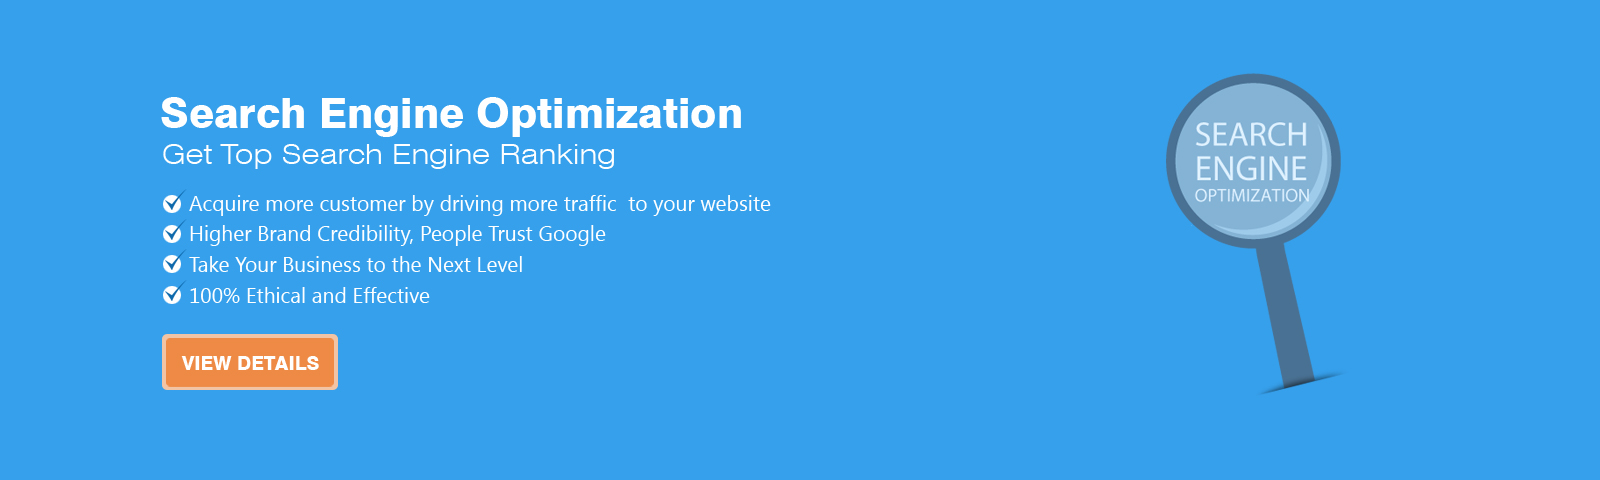 Search Engine Optimization
Get Top Search Engine Ranking
Acquire more customer by driving more traffic  to your website
Higher Brand Credibility, People Trust Google
Take Your Business to the Next Level
100% Ethical and Effective
VIEW DETAILS
SEARCH
ENGINE
OPTIMIZATION